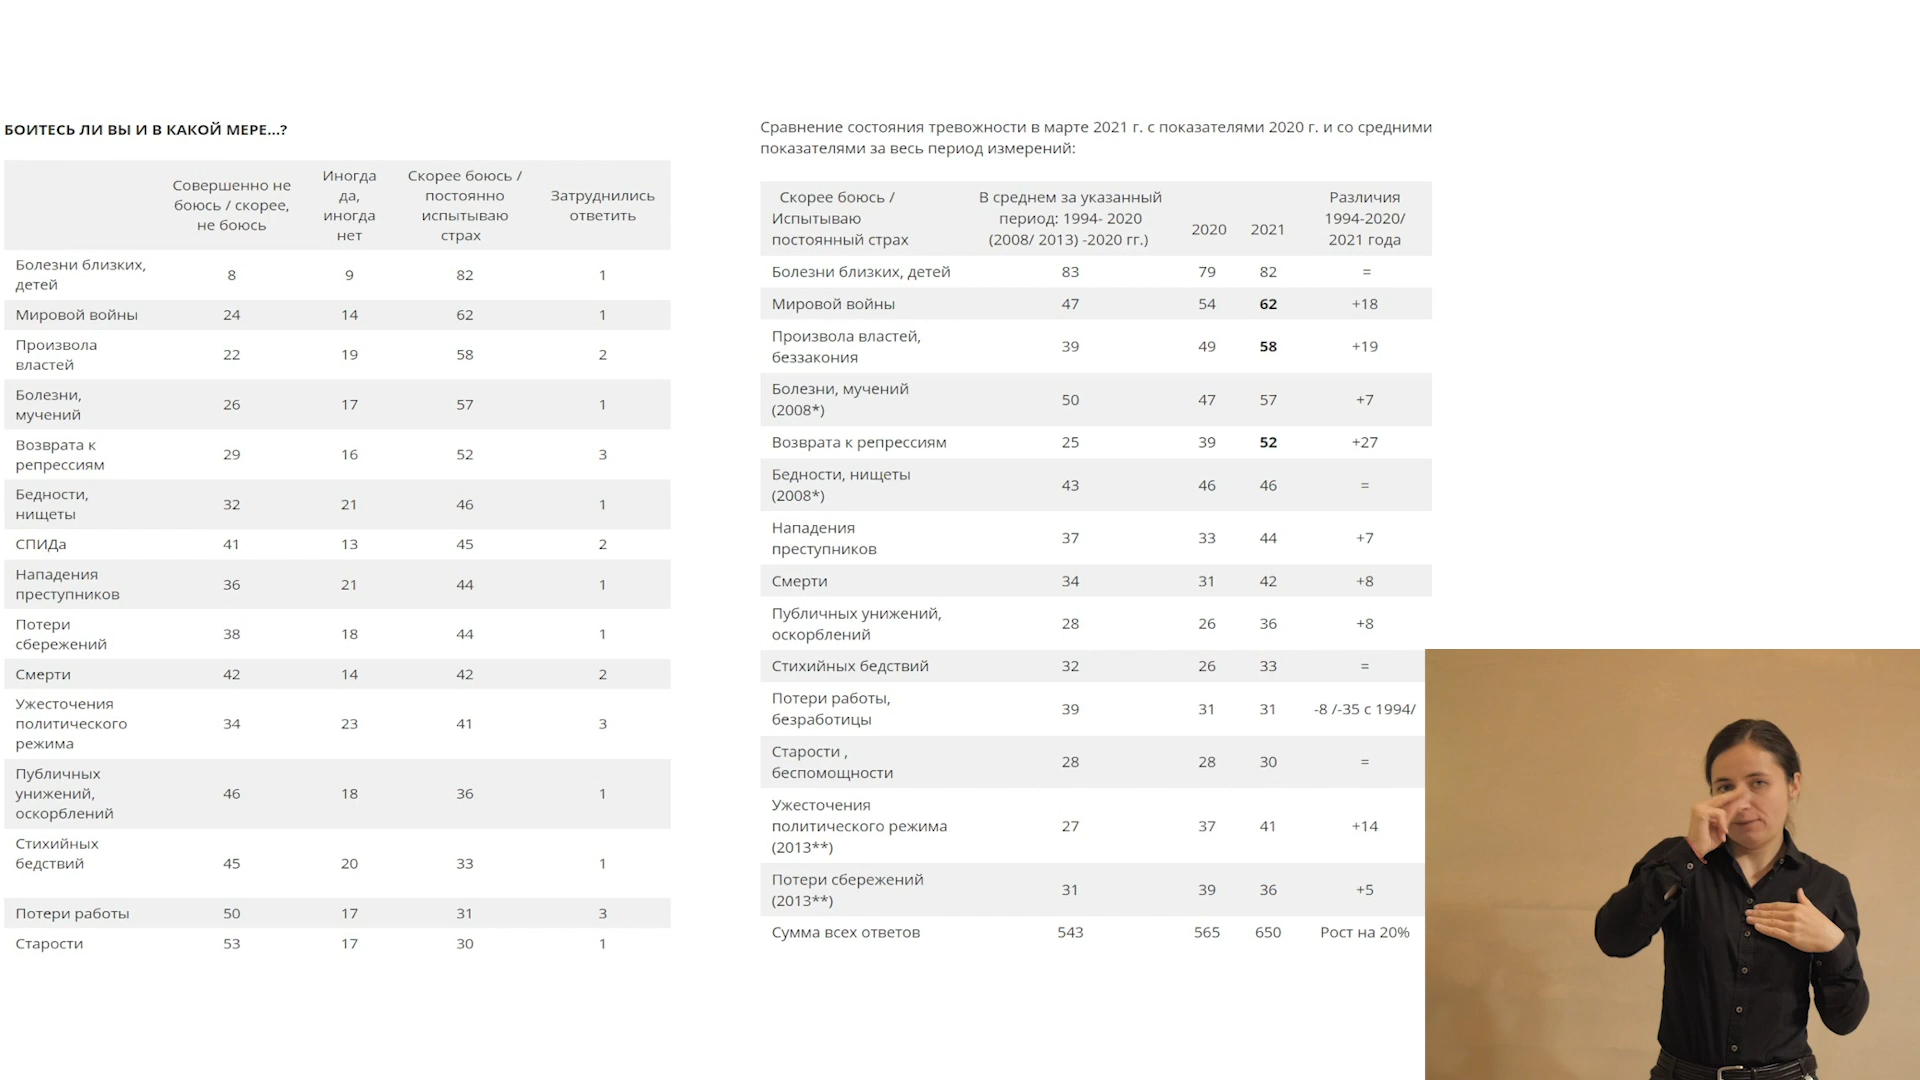 БОИТЕСЬ ЛИ ВЫ И В КАКОЙ МЕРЕ...?
Совершенно не боюсь / скорее, не боюсь
Иногда да, иногда нет
Скорее боюсь / постоянно испытываю страх
Затруднились ответить
Болезни близких, детей 8 9 82 1
Мировой войны 24 14 62 1
Произвола властей 22 19 58 2
Болезни, мучений 26 17 57 1
Возврата к репрессиям 29 16 52 3
Бедности, нищеты 32 21 46 1
СПИДа 41 13 45 2
Нападения преступников 36 21 44 1
Потери сбережений 38 18 44 1
Смерти 42 14 42 2
Ужесточения политического режима 34 23 41 3
Публичных унижений, оскорблений 46 18 36 1
Стихийных бедствий 45 20 33 1
Потери работы 50 17 31 3
Старости 53 17 30 1
Сравнение состояния тревожности в марте 2021 г. с показателями 2020 г. и со средними
показателями за весь период измерений:
Скорее боюсь / Испытываю постоянный страх
В среднем за указанный период: 1994- 2020 (2008/ 2013) -2020 гг.)
2020
2021
Различия 1994-2020/ 2021 года
Болезни близких, детей 83 79 82 =
Мировой войны 47 54 62 +18
Произвола властей, беззакония 39 49 58 +19
Болезни, мучений (2008*) 50 47 57 +7
Возврата к репрессиям 25 39 52 +27
Бедности, нищеты (2008*) 43 46 46 =
Нападения преступников 37 33 44 +7
Смерти 34 31 42 +8
Публичных унижений, оскорблений 28 26 36 +8
Стихийных бедствий 32 26 33 =
Потери работы, безработицы 39 31 31 -8 /-35 с 1994/
Старости , беспомощности 28 28 30 =
Ужесточения политического режима (2013**) 27 37 41 +14
Потери сбережений (2013**) 31 39 36 +5
Сумма всех ответов 543 565 650 Рост на 20%